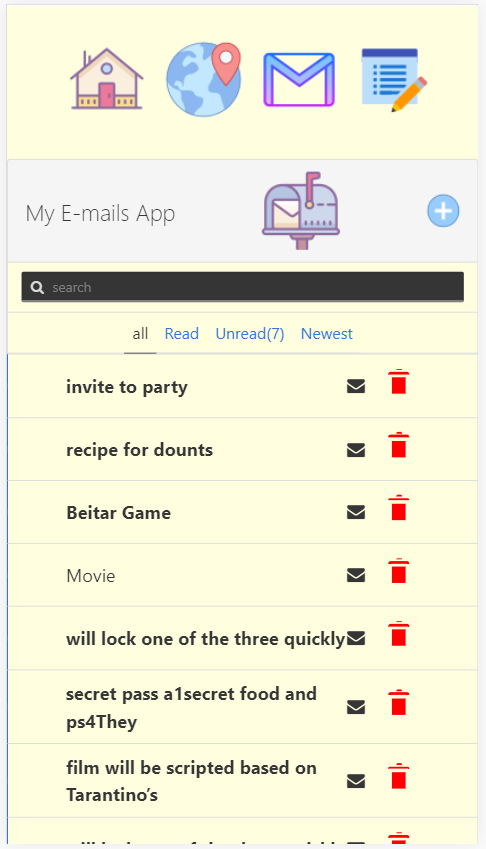 My E-mails App
search
all Read Unread(7) Newest
invite to party
recipe for dounts
Beitar Game
Movie
will lock one of the three quickly
secret pass a1secret food and
ps4They
film will be scripted based on
Tarantino's